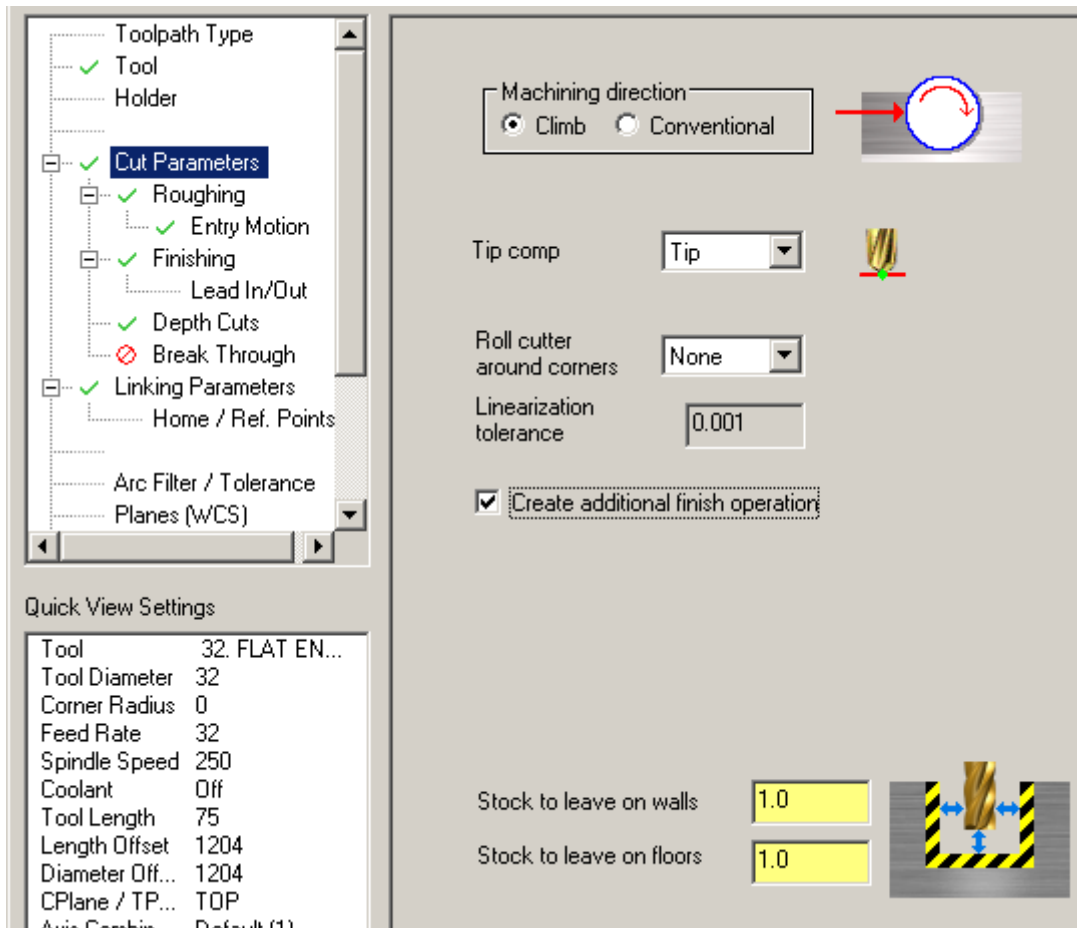 Toolpath Type
Tool
Holder
Cut Parameters
Roughing
Entry Motion
Finishing
Lead In/Out
Depth Cuts
Break Through
Linking Parameters
Home / Ref. Points
Arc Filter / Tolerance
Planes (WCS)
Quick View Settings
Tool 32. FLAT EN...
Tool Diameter 32
Corner Radius 0
Feed Rate 32
Spindle Speed 250
Coolant Off
Tool Length 75
Length Offset 1204
Diameter Off... 1204
CPlane / TP... TOP
Axis Combin... Default (1)
Machining direction
Climb Conventional
Tip comp Tip
Roll cutter
around corners None
Linearization
tolerance 0.001
Create additional finish operation
Stock to leave on walls 1.0
Stock to leave on floors 1.0